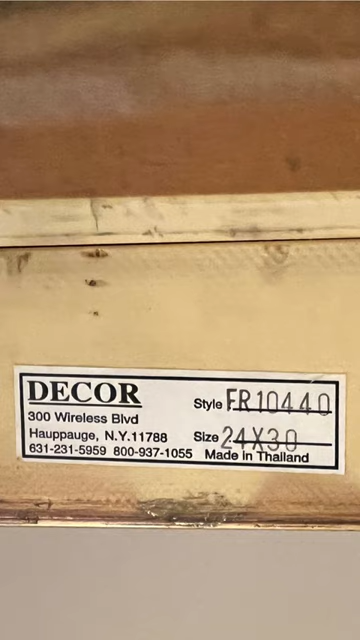 DECOR
300 Wireless Blvd
Hauppauge, N.Y.11788
631-231-5959 800-937-1055
Style FR10440
Size 24X30
Made in Thailand